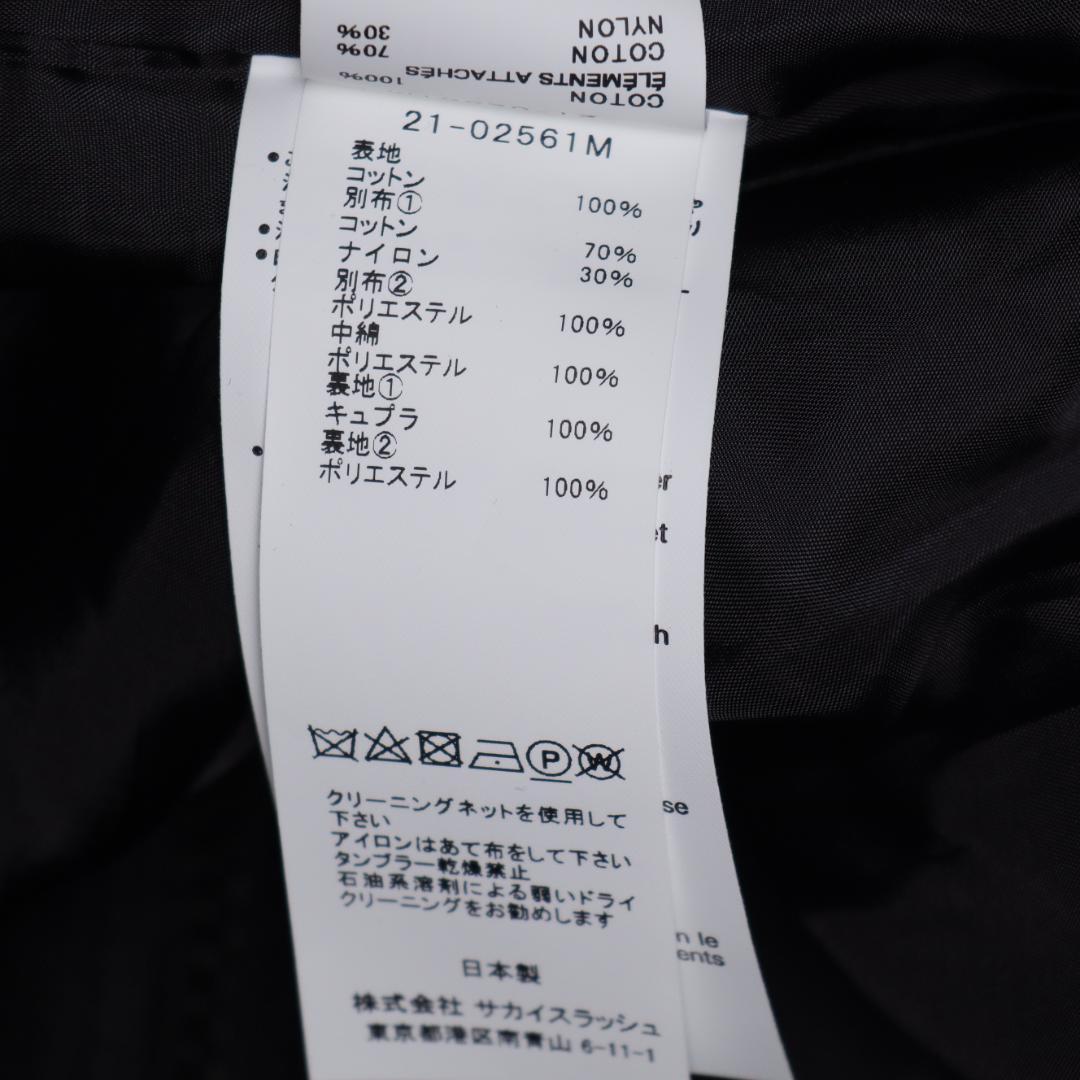 NYLON 30%
COTON 70%
ÉLÉMENTS ATTACHÉS
COTON 100%
21-02561M
表地
コットン 100%
別布①
コットン 70%
ナイロン 30%
別布②
ポリエステル 100%
中綿
ポリエステル 100%
裏地①
キュプラ 100%
裏地②
ポリエステル 100%
P W
クリーニングネットを使用して
下さい
アイロンはあて布をして下さい
タンブラー乾燥禁止
石油系溶剤による弱いドライ
クリーニングをお勧めします
日本製
株式会社 サカイスラッシュ
東京都港区南青山 6-11-1
er
et
h
se
n le
ents